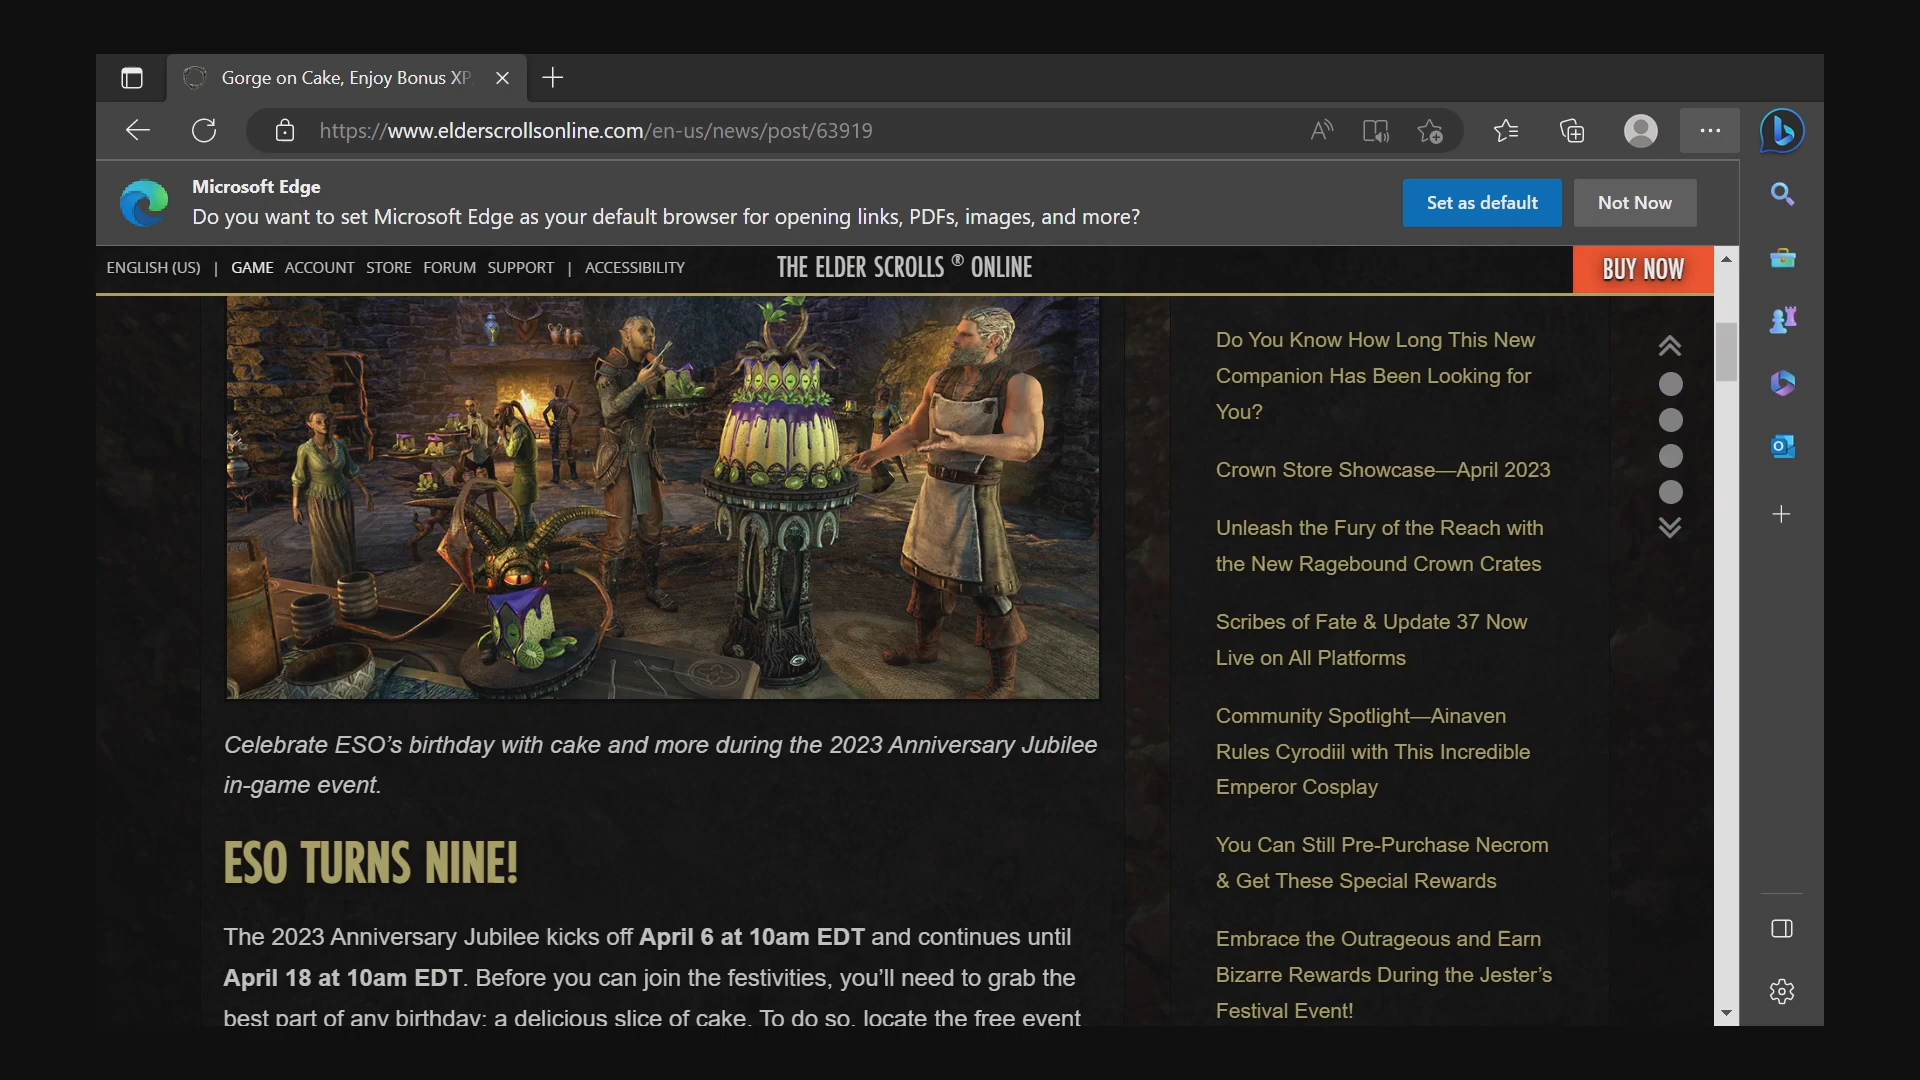 Gorge on Cake, Enjoy Bonus XP
https://www.elderscrollsonline.com/en-us/news/post/63919
Microsoft Edge
Do you want to set Microsoft Edge as your default browser for opening links, PDFs, images, and more?
Set as default
Not Now
ENGLISH (US) | GAME ACCOUNT STORE FORUM SUPPORT | ACCESSIBILITY
THE ELDER SCROLLS ® ONLINE
BUY NOW
Celebrate ESO’s birthday with cake and more during the 2023 Anniversary Jubilee
in-game event.
ESO TURNS NINE!
The 2023 Anniversary Jubilee kicks off April 6 at 10am EDT and continues until
April 18 at 10am EDT. Before you can join the festivities, you’ll need to grab the
best part of any birthday: a delicious slice of cake. To do so, locate the free event
Do You Know How Long This New
Companion Has Been Looking for
You?
Crown Store Showcase—April 2023
Unleash the Fury of the Reach with
the New Ragebound Crown Crates
Scribes of Fate & Update 37 Now
Live on All Platforms
Community Spotlight—Ainaven
Rules Cyrodiil with This Incredible
Emperor Cosplay
You Can Still Pre-Purchase Necrom
& Get These Special Rewards
Embrace the Outrageous and Earn
Bizarre Rewards During the Jester’s
Festival Event!